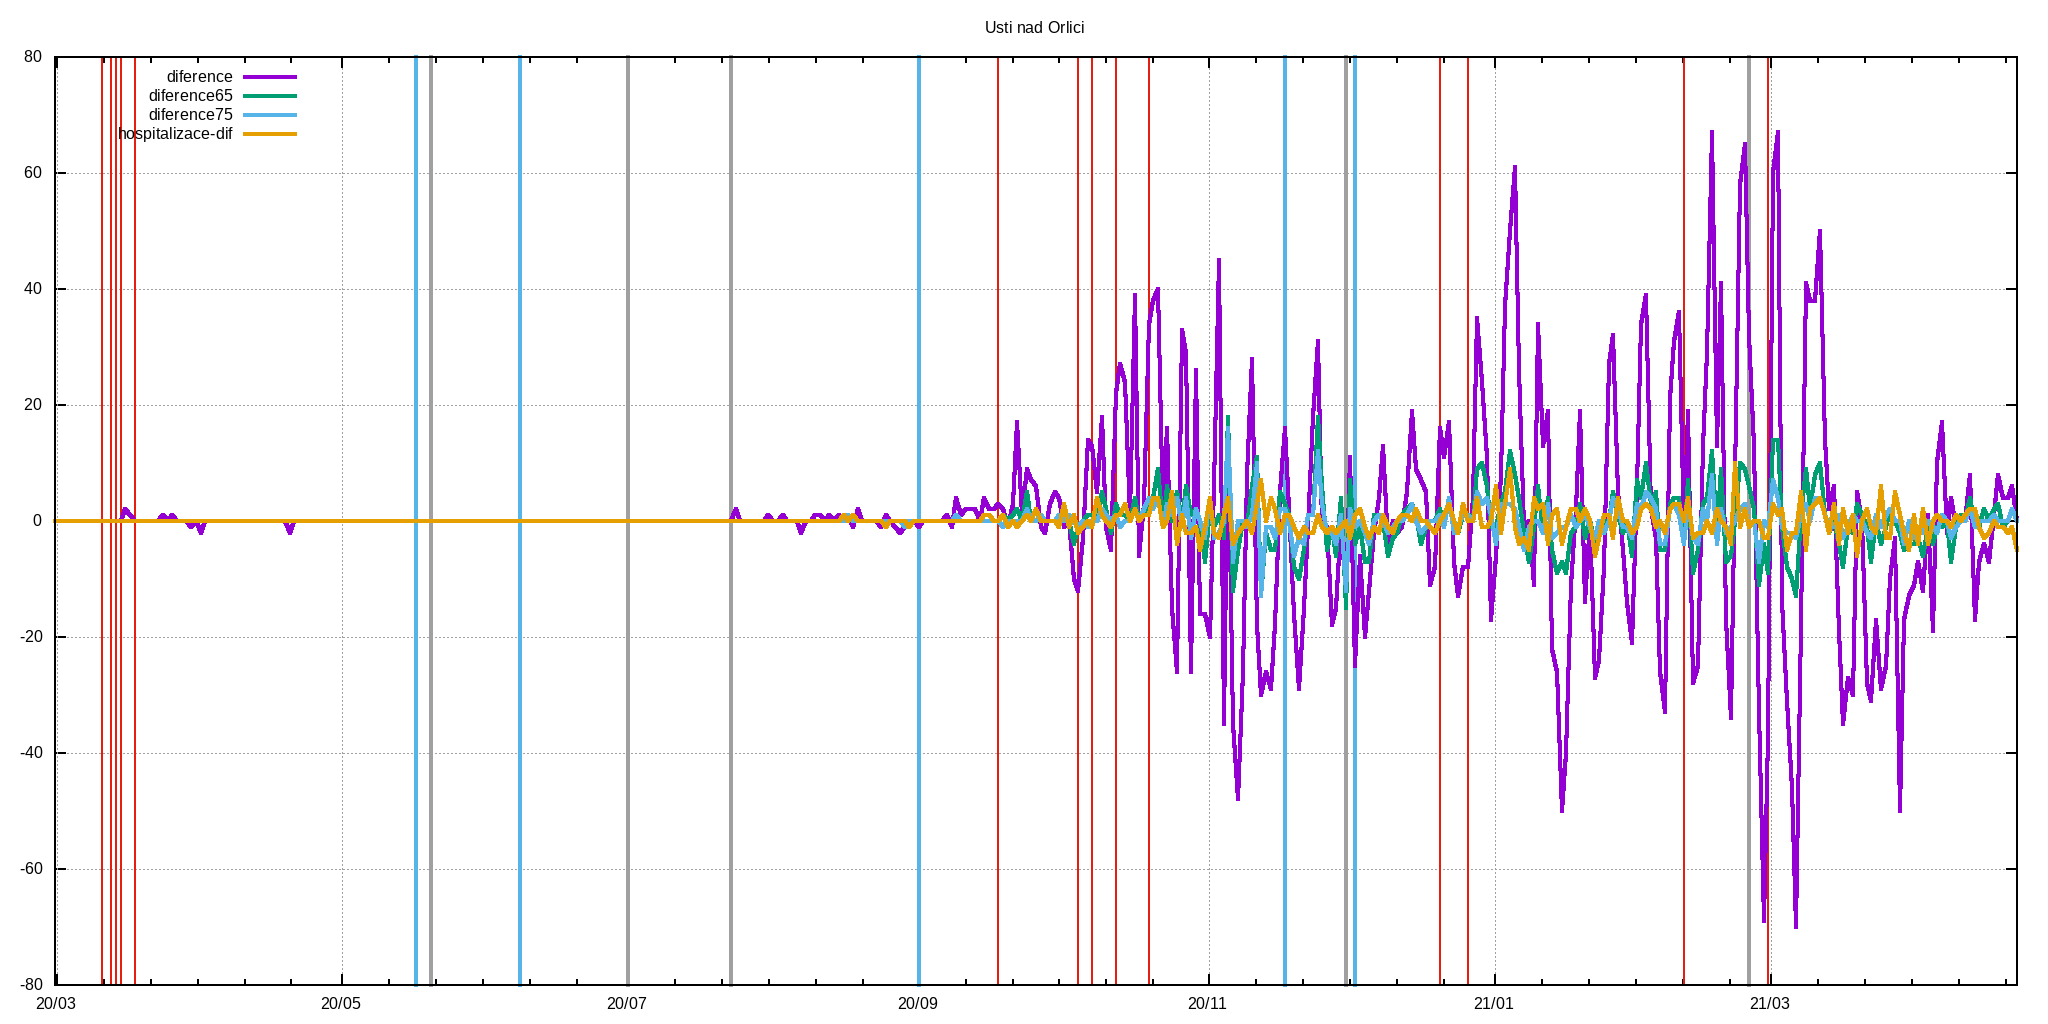 Usti nad Orlici
80
diference
diference65
diference75
hospitalizace-dif
60
40
20
0
-20
-40
-60
-80
20/03 20/05 20/07 20/09 20/11 21/01 21/03